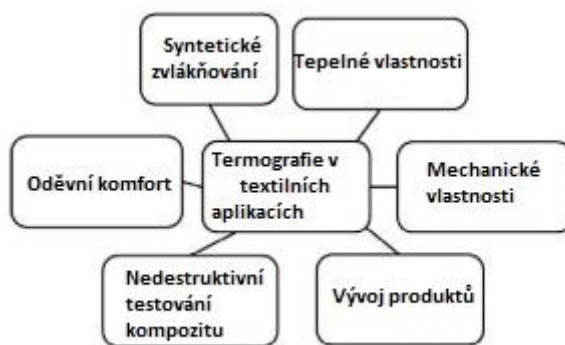 Syntetické
zvlákňování
Tepelné vlastnosti
Oděvní komfort
Termografie v
textilních
aplikacích
Mechanické
vlastnosti
Nedestruktivní
testování
kompozitu
Vývoj produktů